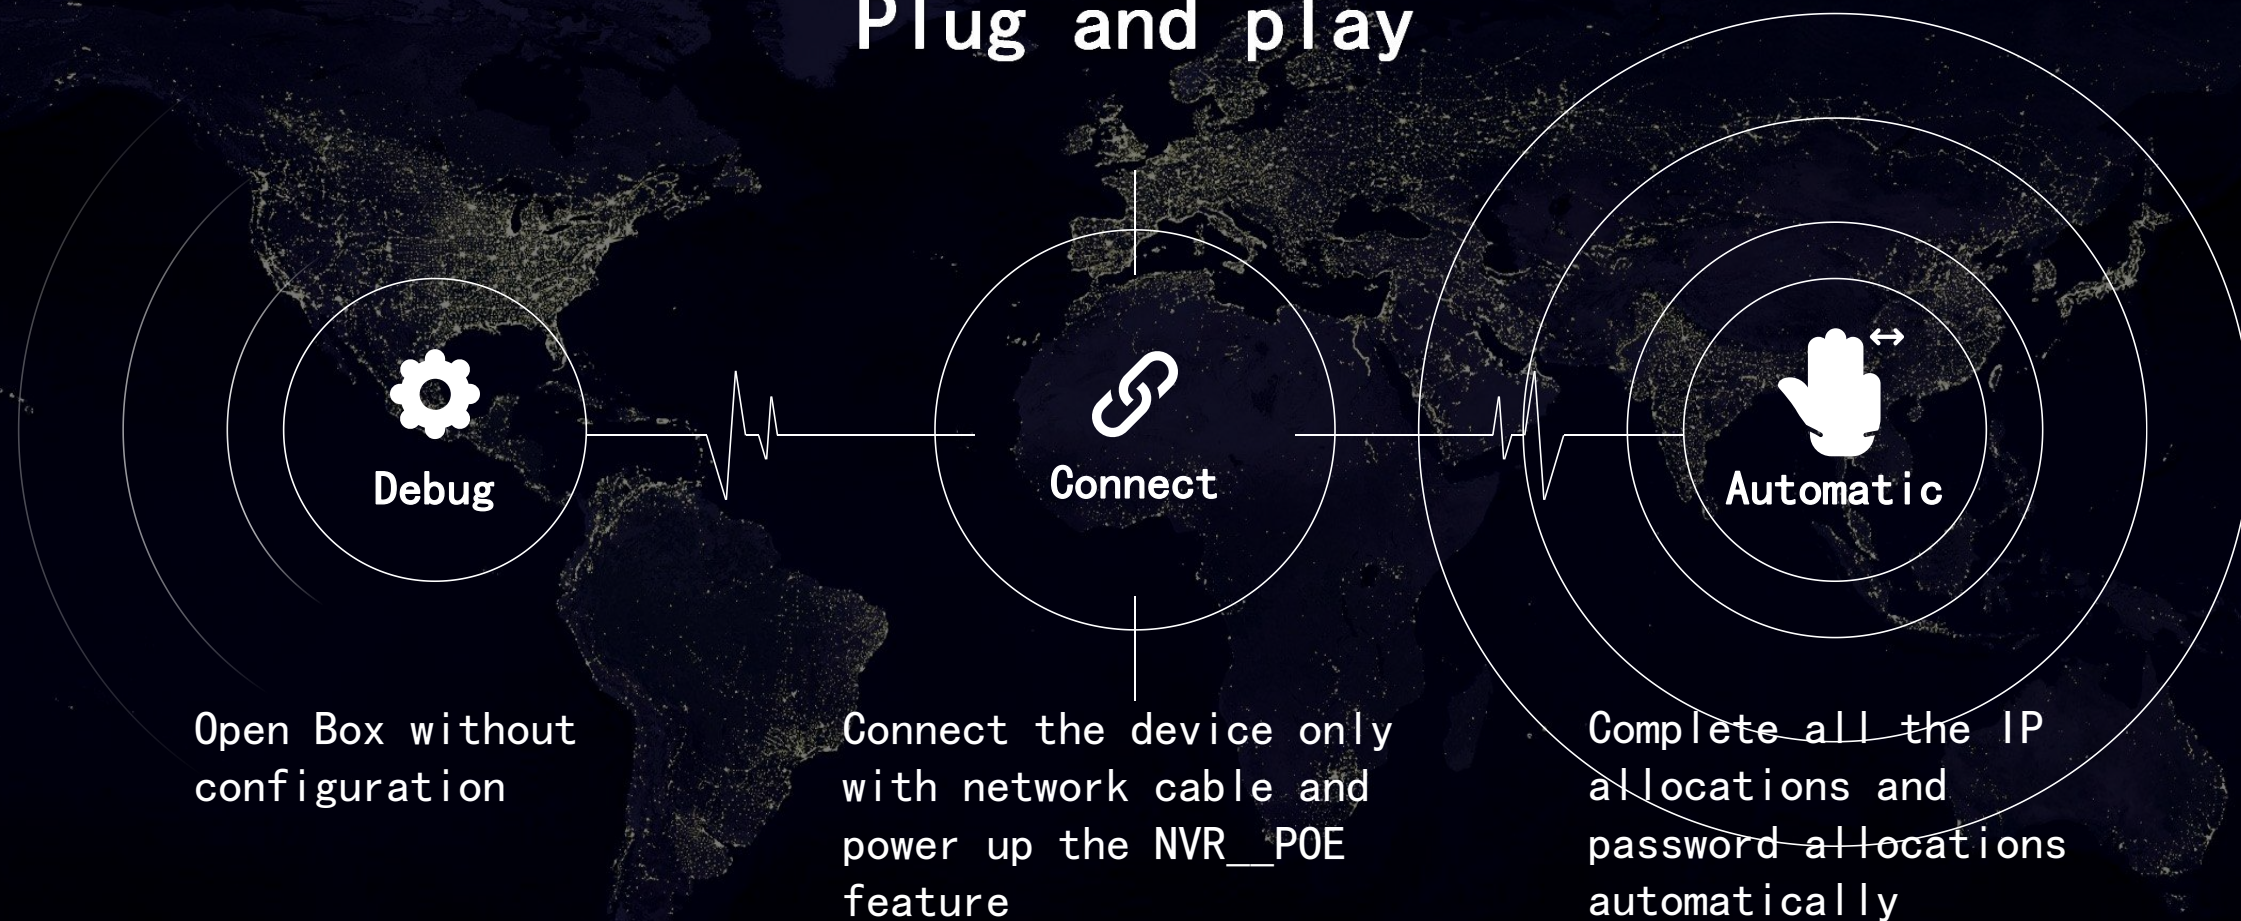 Plug and play
Debug
Connect
Automatic
Open Box without
configuration
Connect the device only
with network cable and
power up the NVR__POE
feature
Complete all the IP
allocations and
password allocations
automatically